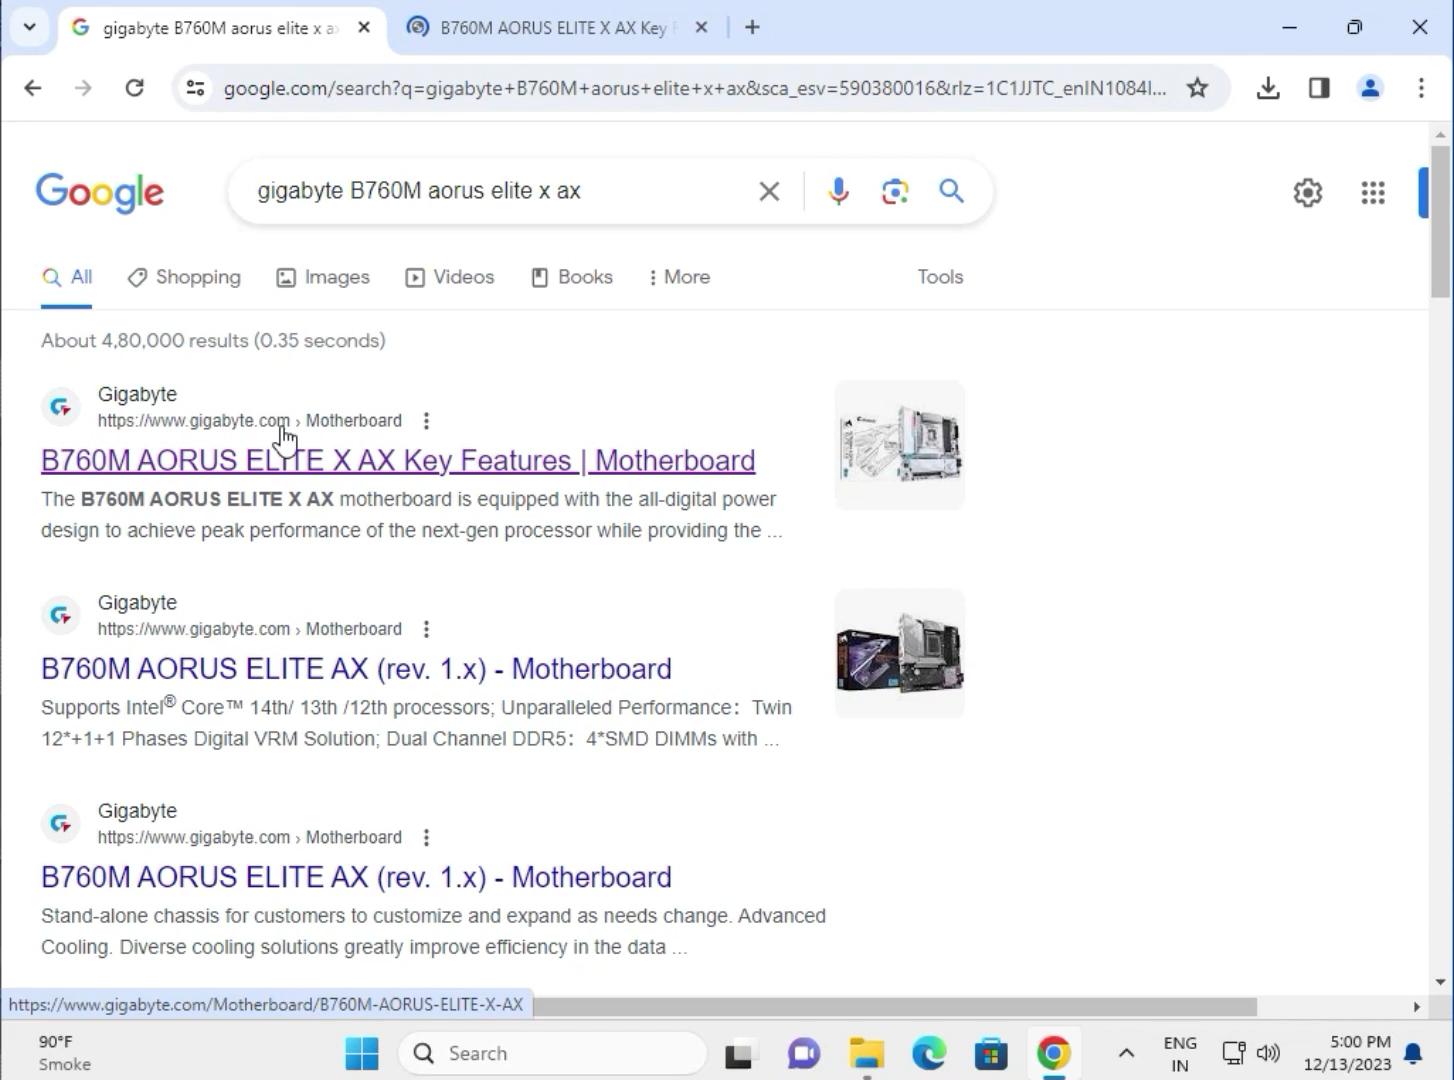 gigabyte B760M aorus elite x a
B760M AORUS ELITE X AX Key
google.com/search?q=gigabyte+B760M+aorus+elite+x+ax&sca_esv=590380016&rlz=1C1JJTC_enIN1084I...
Google
gigabyte B760M aorus elite x ax
All
Shopping
Images
Videos
Books
More
Tools
About 4,80,000 results (0.35 seconds)
Gigabyte
https://www.gigabyte.com › Motherboard
B760M AORUS ELITE X AX Key Features | Motherboard
The B760M AORUS ELITE X AX motherboard is equipped with the all-digital power
design to achieve peak performance of the next-gen processor while providing the ...
Gigabyte
https://www.gigabyte.com › Motherboard
B760M AORUS ELITE AX (rev. 1.x) - Motherboard
Supports Intel® Core™ 14th/ 13th /12th processors; Unparalleled Performance：Twin
12*+1+1 Phases Digital VRM Solution; Dual Channel DDR5：4*SMD DIMMs with ...
Gigabyte
https://www.gigabyte.com › Motherboard
B760M AORUS ELITE AX (rev. 1.x) - Motherboard
Stand-alone chassis for customers to customize and expand as needs change. Advanced
Cooling. Diverse cooling solutions greatly improve efficiency in the data ...
https://www.gigabyte.com/Motherboard/B760M-AORUS-ELITE-X-AX
90°F
Smoke
Search
ENG
IN
5:00 PM
12/13/2023